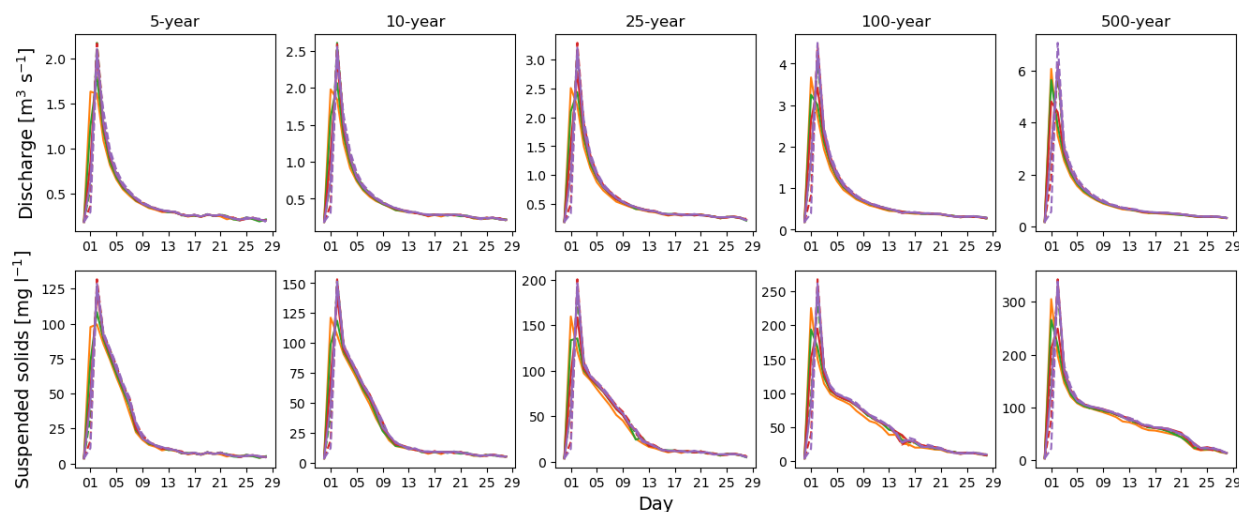 5-year 10-year 25-year 100-year 500-year
Discharge [m³ s⁻¹]
2.0 1.5 1.0 0.5
2.5 2.0 1.5 1.0 0.5
3.0 2.5 2.0 1.5 1.0 0.5
4 3 2 1 0
6 4 2 0
01 05 09 13 17 21 25 29 01 05 09 13 17 21 25 29 01 05 09 13 17 21 25 29 01 05 09 13 17 21 25 29 01 05 09 13 17 21 25 29
Suspended solids [mg l⁻¹]
125 100 75 50 25 0
150 125 100 75 50 25 0
200 150 100 50 0
250 200 150 100 50 0
300 200 100 0
01 05 09 13 17 21 25 29 01 05 09 13 17 21 25 29 01 05 09 13 17 21 25 29 01 05 09 13 17 21 25 29 01 05 09 13 17 21 25 29
Day